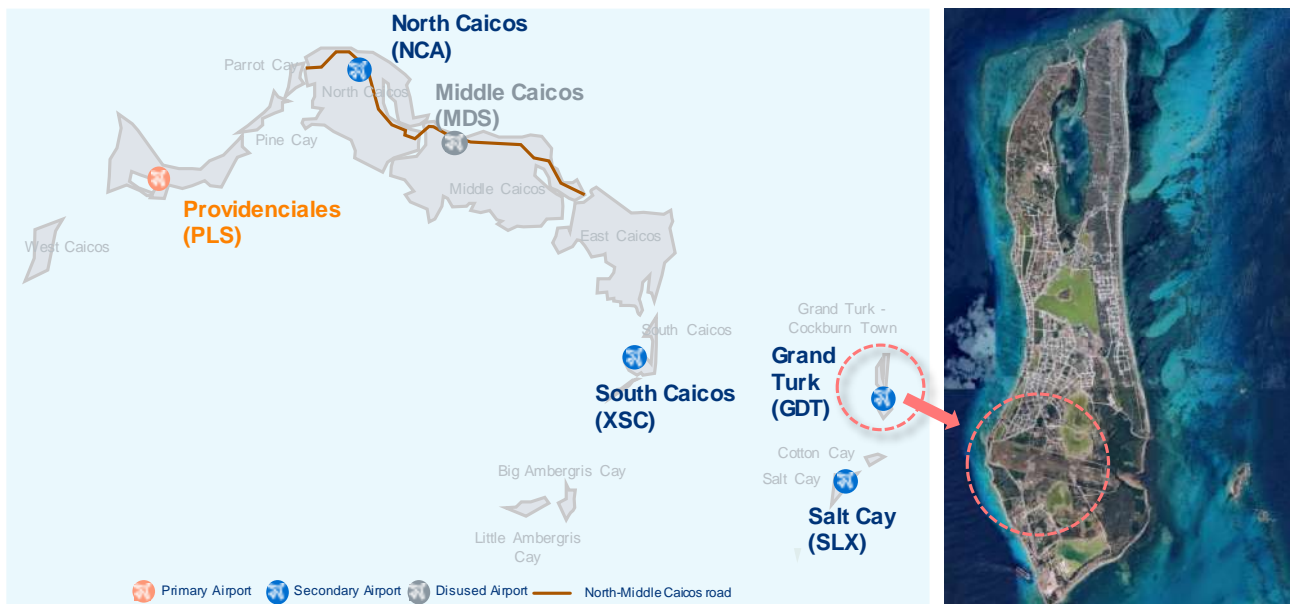 North Caicos
(NCA)
Parrot Cay
North Caicos
Middle Caicos
(MDS)
Pine Cay
Middle Caicos
Providenciales
(PLS)
West Caicos
East Caicos
South Caicos
Grand Turk -
Cockburn Town
Grand
Turk
(GDT)
South Caicos
(XSC)
Cotton Cay
Big Ambergris Cay
Salt Cay
Salt Cay
(SLX)
Little Ambergris
Cay
Primary Airport
Secondary Airport
Disused Airport
North-Middle Caicos road